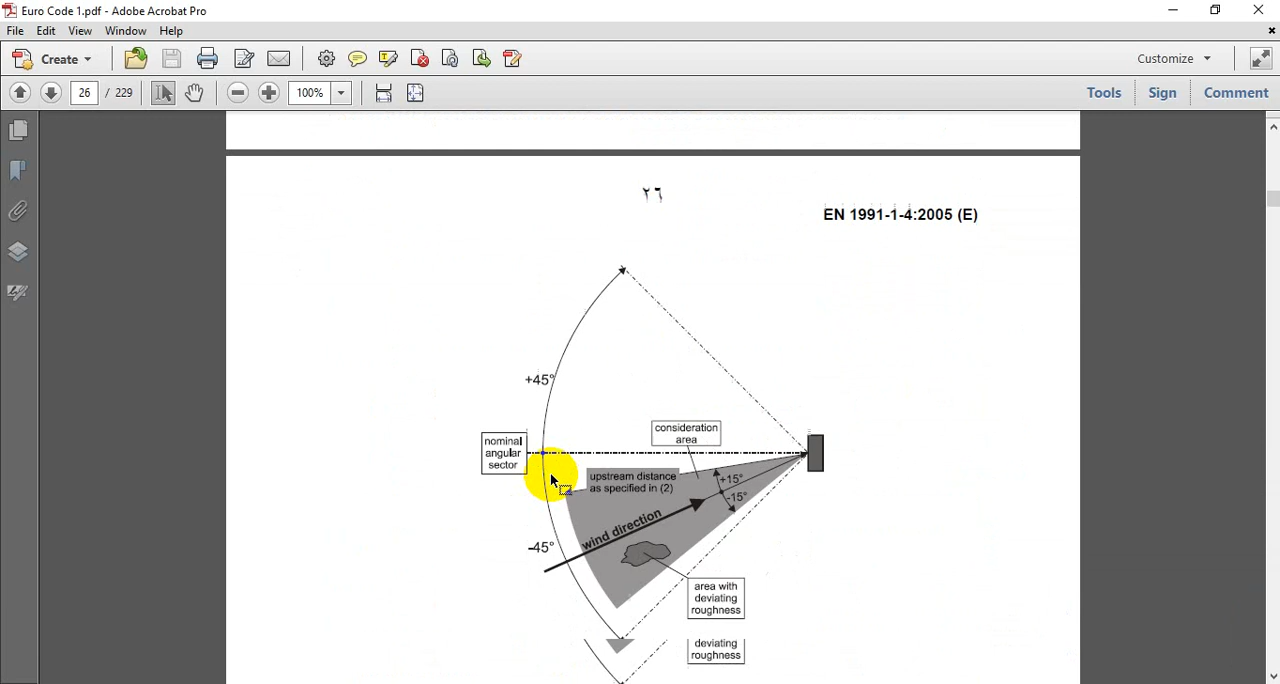 Euro Code 1.pdf - Adobe Acrobat Pro
File Edit View Window Help
Create
Customize
26 / 229
100%
Tools Sign Comment
٢٦
EN 1991-1-4:2005 (E)
+45°
consideration
area
nominal
angular
sector
upstream distance
as specified in (2)
+15°
-15°
wind direction
-45°
area with
deviating
roughness
deviating
roughness